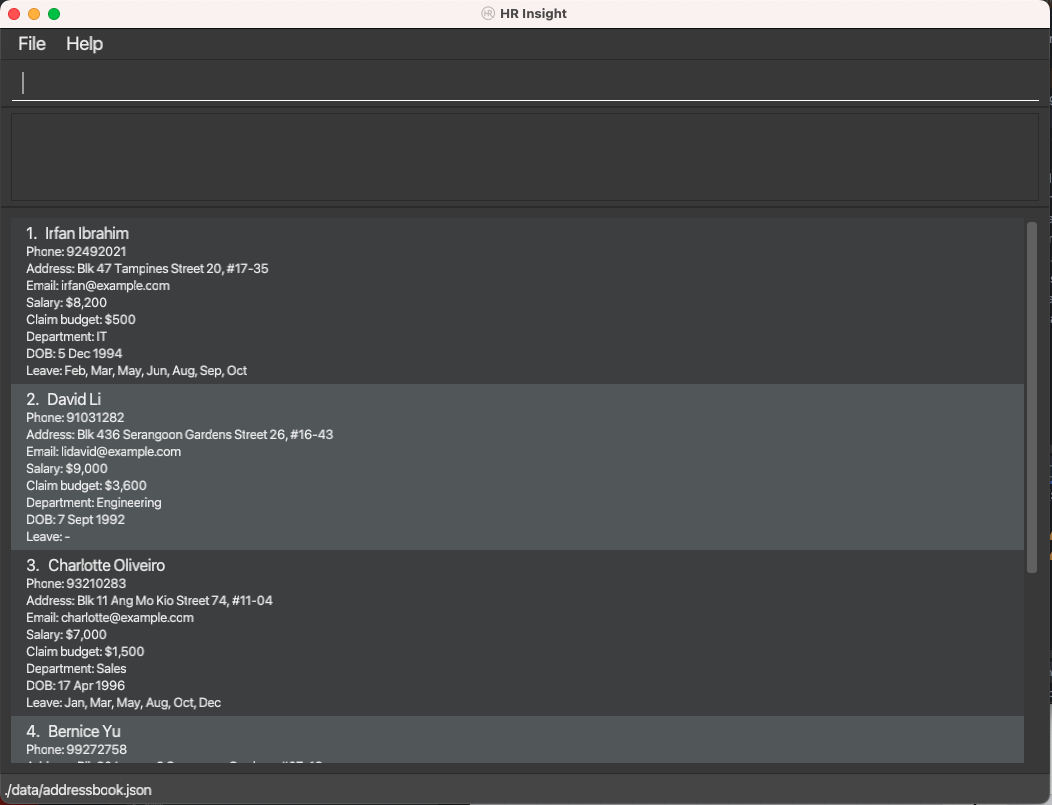 HR Insight
File Help
1. Irfan Ibrahim
Phone: 92492021
Address: Blk 47 Tampines Street 20, #17-35
Email: irfan@example.com
Salary: $8,200
Claim budget: $500
Department: IT
DOB: 5 Dec 1994
Leave: Feb, Mar, May, Jun, Aug, Sep, Oct
2. David Li
Phone: 91031282
Address: Blk 436 Serangoon Gardens Street 26, #16-43
Email: lidavid@example.com
Salary: $9,000
Claim budget: $3,600
Department: Engineering
DOB: 7 Sept 1992
Leave: -
3. Charlotte Oliveiro
Phone: 93210283
Address: Blk 11 Ang Mo Kio Street 74, #11-04
Email: charlotte@example.com
Salary: $7,000
Claim budget: $1,500
Department: Sales
DOB: 17 Apr 1996
Leave: Jan, Mar, May, Aug, Oct, Dec
4. Bernice Yu
Phone: 99272758
./data/addressbook.json